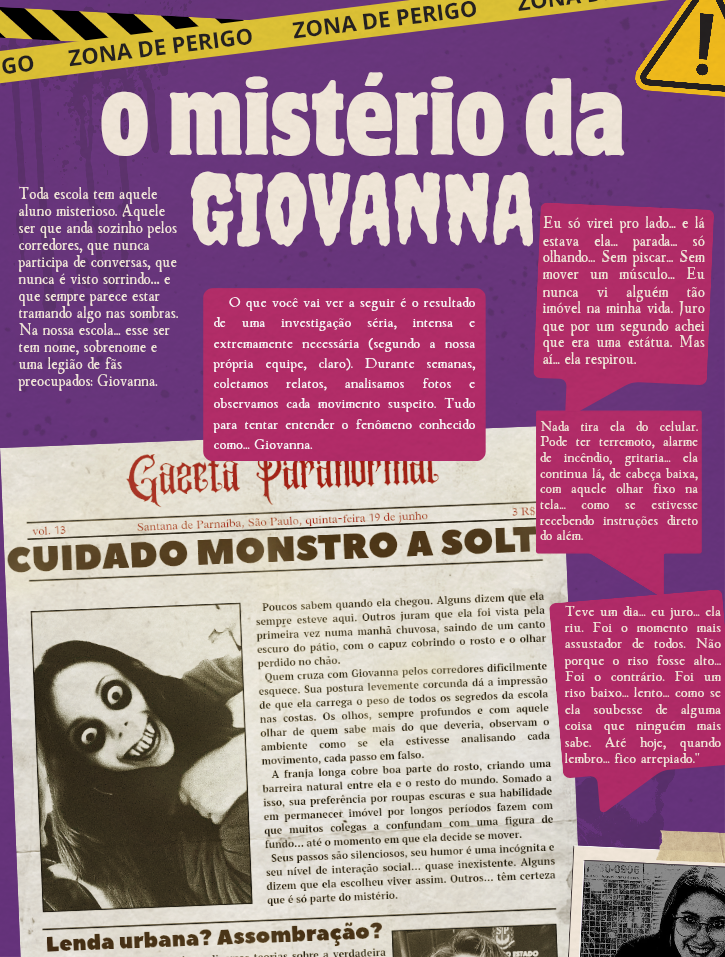 GO ZONA DE PERIGO ZONA DE PERIGO
o mistério da
GIOVANNA
Toda escola tem aquele
aluno misterioso. Aquele
ser que anda sozinho pelos
corredores, que nunca
participa de conversas, que
nunca é visto sorrindo... e
que sempre parece estar
tramando algo nas sombras.
Na nossa escola... esse ser
tem nome, sobrenome e
uma legião de fãs
preocupados: Giovanna.
O que você vai ver a seguir é o resultado
de uma investigação séria, intensa e
extremamente necessária (segundo a nossa
própria equipe, claro). Durante semanas,
coletamos relatos, analisamos fotos e
observamos cada movimento suspeito. Tudo
para tentar entender o fenômeno conhecido
como... Giovanna.
Eu só virei pro lado... e lá
estava ela... parada... só
olhando... Sem piscar... Sem
mover um músculo... Eu
nunca vi alguém tão
imóvel na minha vida. Juro
que por um segundo achei
que era uma estátua. Mas
aí... ela respirou.
Nada tira ela do celular.
Pode ter terremoto, alarme
de incêndio, gritaria... ela
continua lá, de cabeça baixa,
com aquele olhar fixo na
tela... como se estivesse
recebendo instruções direto
do além.
Teve um dia... eu juro... ela
riu. Foi o momento mais
assustador de todos. Não
porque o riso fosse alto...
Foi o contrário. Foi um
riso baixo... lento... como se
ela soubesse de alguma
coisa que ninguém mais
sabe. Até hoje, quando
lembro... fico arrepiado."
Gazeta Paranormal
vol. 13 Santana de Parnaíba, São Paulo, quinta-feira 19 de junho 3 R$
CUIDADO MONSTRO A SOLT
Poucos sabem quando ela chegou. Alguns dizem que ela
sempre esteve aqui. Outros juram que ela foi vista pela
primeira vez numa manhã chuvosa, saindo de um canto
escuro do pátio, com o capuz cobrindo o rosto e o olhar
perdido no chão.
Quem cruza com Giovanna pelos corredores dificilmente
esquece. Sua postura levemente corcunda dá a impressão
de que ela carrega o peso de todos os segredos da escola
nas costas. Os olhos, sempre profundos e com aquele
olhar de quem sabe mais do que deveria, observam o
ambiente como se ela estivesse analisando cada
movimento, cada passo em falso.
A franja longa cobre boa parte do rosto, criando uma
barreira natural entre ela e o resto do mundo. Somado a
isso, sua preferência por roupas escuras e sua habilidade
em permanecer imóvel por longos períodos fazem com
que muitos colegas a confundam com uma figura de
fundo... até o momento em que ela decide se mover.
Seus passos são silenciosos, seu humor é uma incógnita e
seu nível de interação social... quase inexistente. Alguns
dizem que ela escolheu viver assim. Outros... têm certeza
que é só parte do mistério.
Lenda urbana? Assombração?
teorias sobre a verdadeira